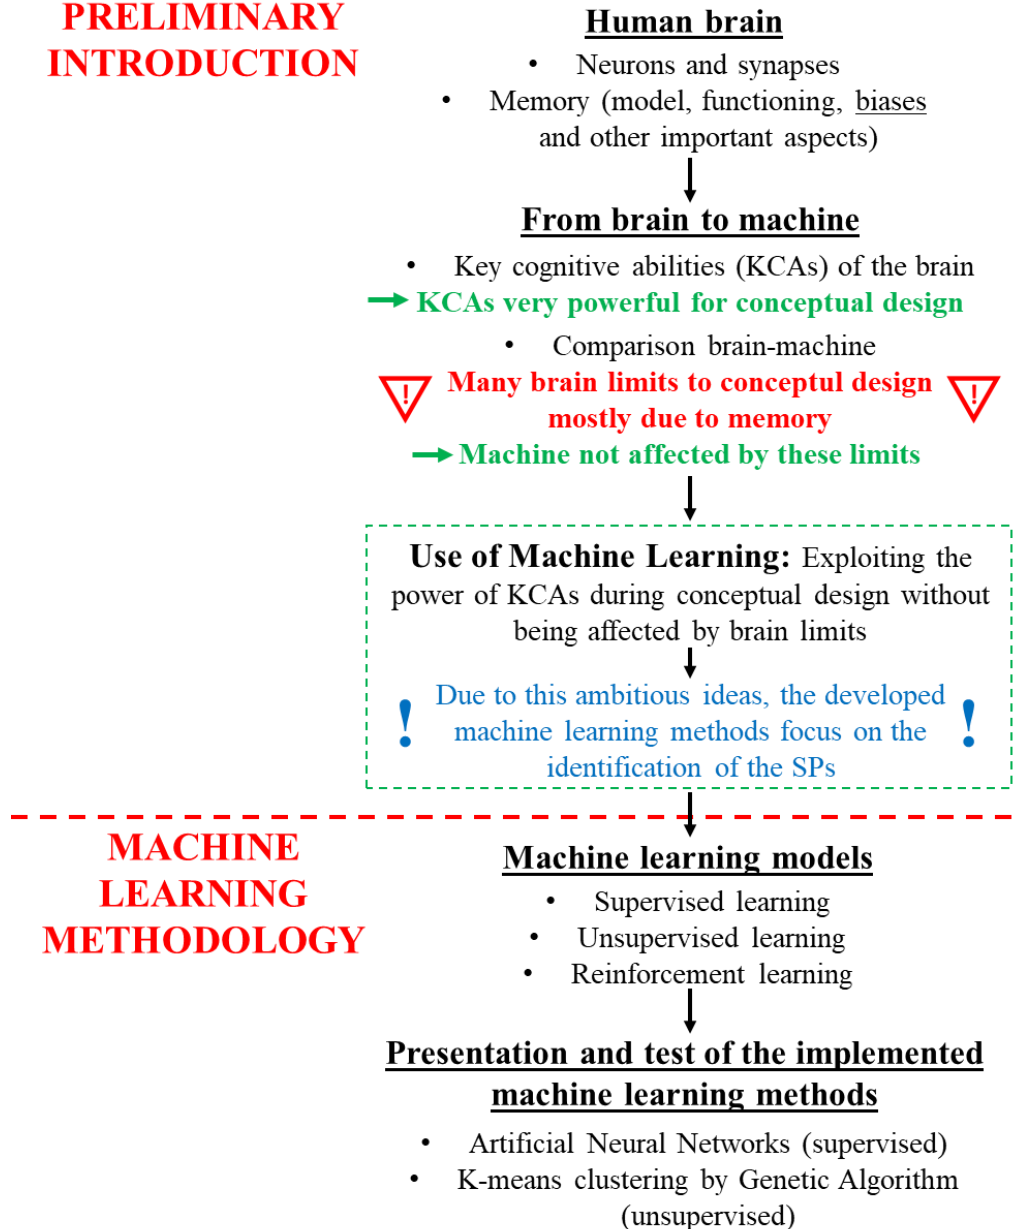 PRELIMINARY
INTRODUCTION
Human brain
• Neurons and synapses
• Memory (model, functioning, biases
and other important aspects)
From brain to machine
• Key cognitive abilities (KCAs) of the brain
KCAs very powerful for conceptual design
• Comparison brain-machine
! Many brain limits to conceptul design !
mostly due to memory
Machine not affected by these limits
Use of Machine Learning: Exploiting the
power of KCAs during conceptual design without
being affected by brain limits
! Due to this ambitious ideas, the developed !
machine learning methods focus on the
identification of the SPs
MACHINE
LEARNING
METHODOLOGY
Machine learning models
• Supervised learning
• Unsupervised learning
• Reinforcement learning
Presentation and test of the implemented
machine learning methods
• Artificial Neural Networks (supervised)
• K-means clustering by Genetic Algorithm
(unsupervised)